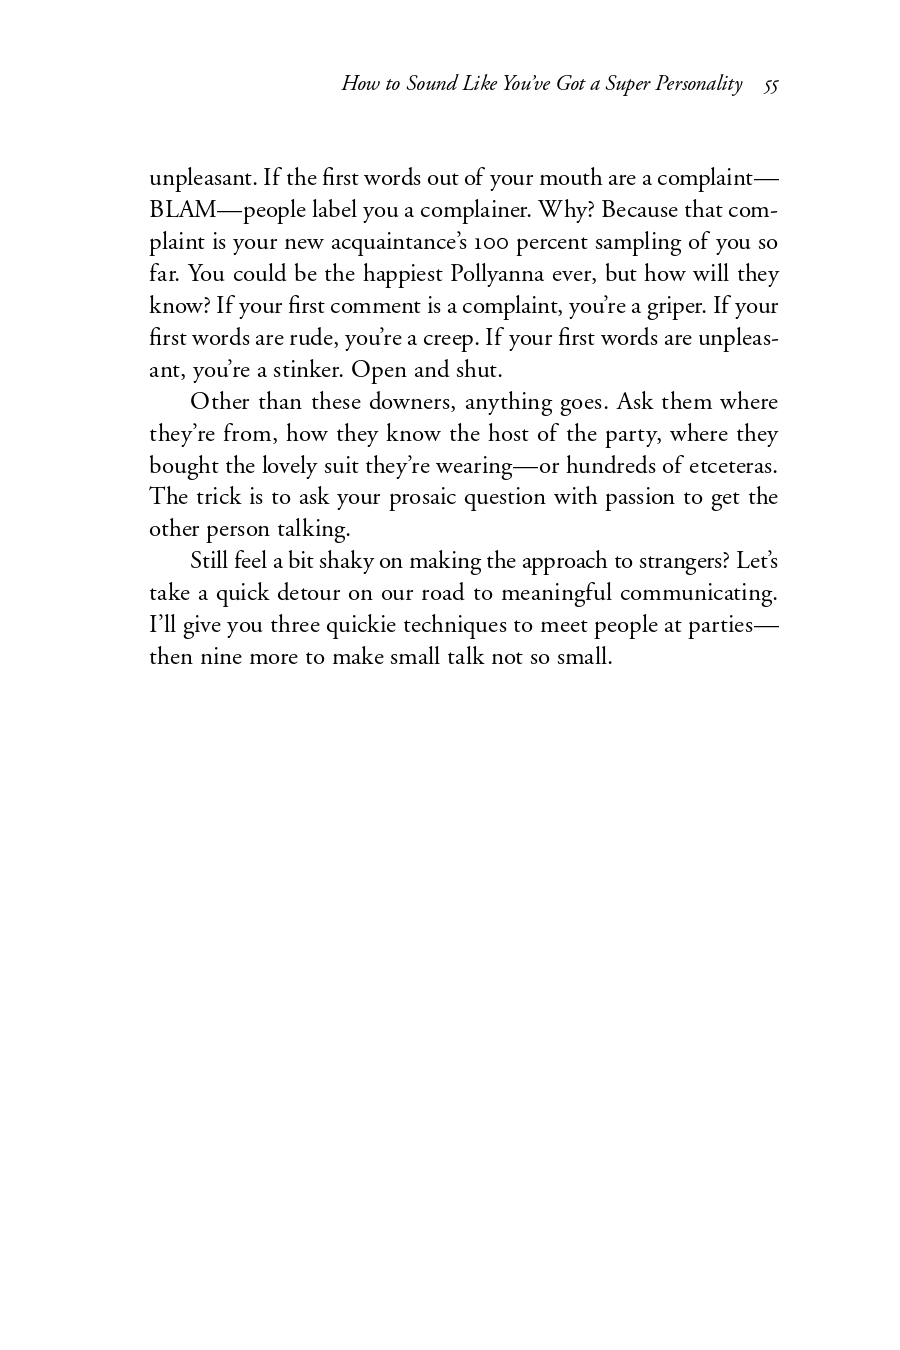 How to Sound Like You’ve Got a Super Personality 55
unpleasant. If the first words out of your mouth are a complaint—
BLAM—people label you a complainer. Why? Because that com-
plaint is your new acquaintance’s 100 percent sampling of you so
far. You could be the happiest Pollyanna ever, but how will they
know? If your first comment is a complaint, you’re a griper. If your
first words are rude, you’re a creep. If your first words are unpleas-
ant, you’re a stinker. Open and shut.
Other than these downers, anything goes. Ask them where
they’re from, how they know the host of the party, where they
bought the lovely suit they’re wearing—or hundreds of etceteras.
The trick is to ask your prosaic question with passion to get the
other person talking.
Still feel a bit shaky on making the approach to strangers? Let’s
take a quick detour on our road to meaningful communicating.
I’ll give you three quickie techniques to meet people at parties—
then nine more to make small talk not so small.